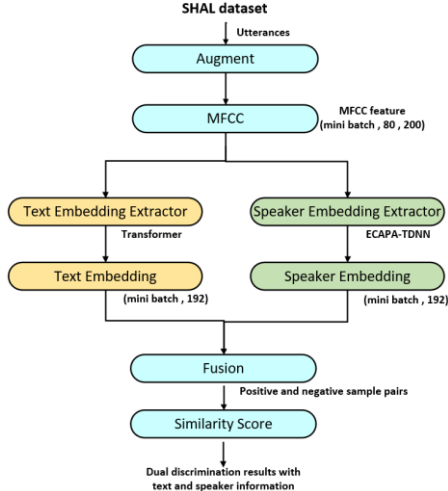 SHAL dataset
Utterances
Augment
MFCC
MFCC feature
(mini batch , 80 , 200)
Text Embedding Extractor
Speaker Embedding Extractor
Transformer
ECAPA-TDNN
Text Embedding
Speaker Embedding
(mini batch , 192)
(mini batch , 192)
Fusion
Positive and negative sample pairs
Similarity Score
Dual discrimination results with
text and speaker information